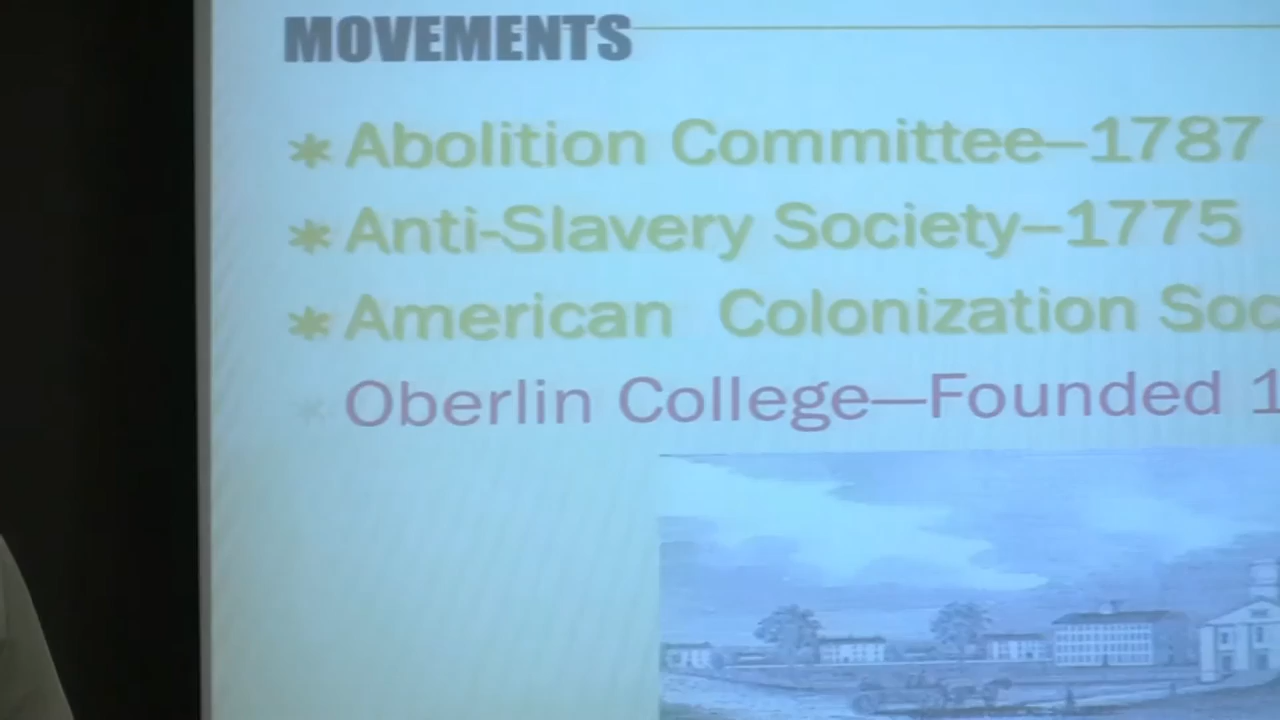 MOVEMENTS
* Abolition Committee—1787
* Anti-Slavery Society—1775
* American Colonization Soc
* Oberlin College—Founded 1